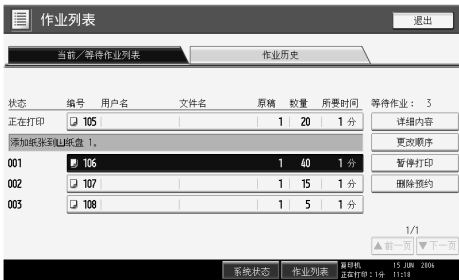 作业列表 退出
当前/等待作业列表 作业历史
状态 编号 用户名 文件名 原稿 数量 所要时间 等待作业: 3
正在打印 105 1 20 1 分 详细内容
添加纸张到纸盘 1。 更改顺序
001 106 1 40 1 分 暂停打印
002 107 1 15 1 分 删除预约
003 108 1 5 1 分
1/1
▲前一页 ▼下一页
系统状态 作业列表 复印机 15 JUN 2006
正在打印:1分 11:18